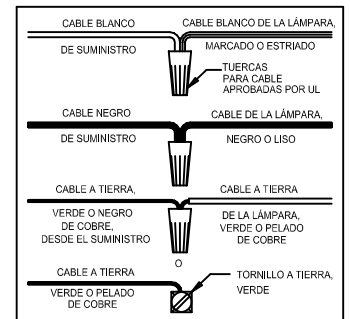 CABLE BLANCO
DE SUMINISTRO
CABLE BLANCO DE LA LÁMPARA,
MARCADO O ESTRIADO
TUERCAS
PARA CABLE
APROBADAS POR UL
CABLE NEGRO
DE SUMINISTRO
CABLE DE LA LÁMPARA,
NEGRO O LISO
CABLE A TIERRA,
VERDE O NEGRO
DE COBRE,
DESDE EL SUMINISTRO
CABLE A TIERRA
DE LA LÁMPARA,
VERDE O PELADO
DE COBRE
O
CABLE A TIERRA
VERDE O PELADO
DE COBRE
TORNILLO A TIERRA,
VERDE